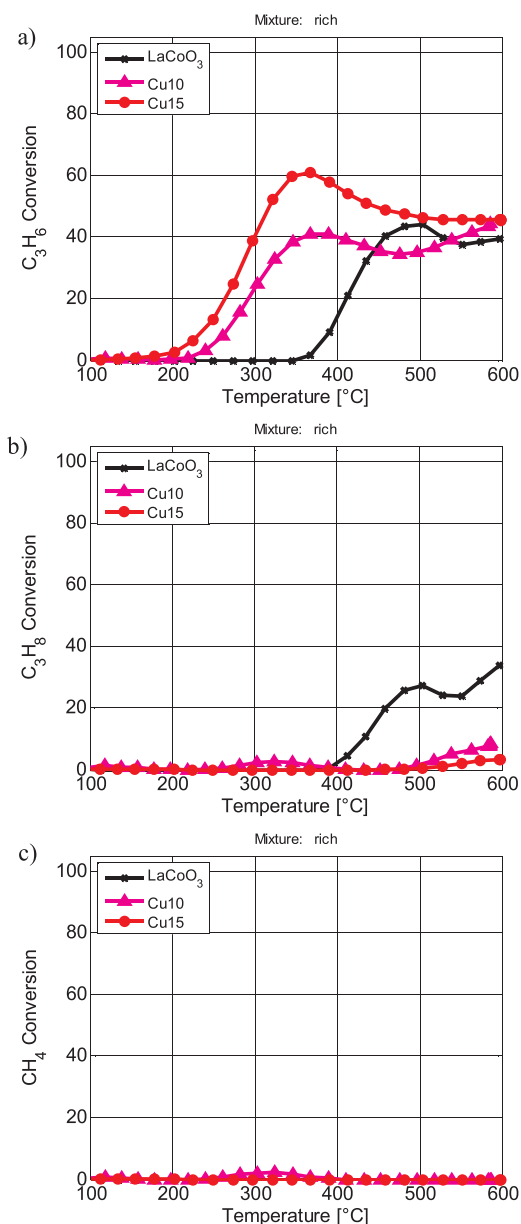 Mixture: rich
a)
LaCoO3
Cu10
Cu15
C3H6 Conversion
100
80
60
40
20
0
100 200 300 400 500 600
Temperature [°C]
Mixture: rich
b)
LaCoO3
Cu10
Cu15
C3H8 Conversion
100
80
60
40
20
0
100 200 300 400 500 600
Temperature [°C]
Mixture: rich
c)
LaCoO3
Cu10
Cu15
CH4 Conversion
100
80
60
40
20
0
100 200 300 400 500 600
Temperature [°C]